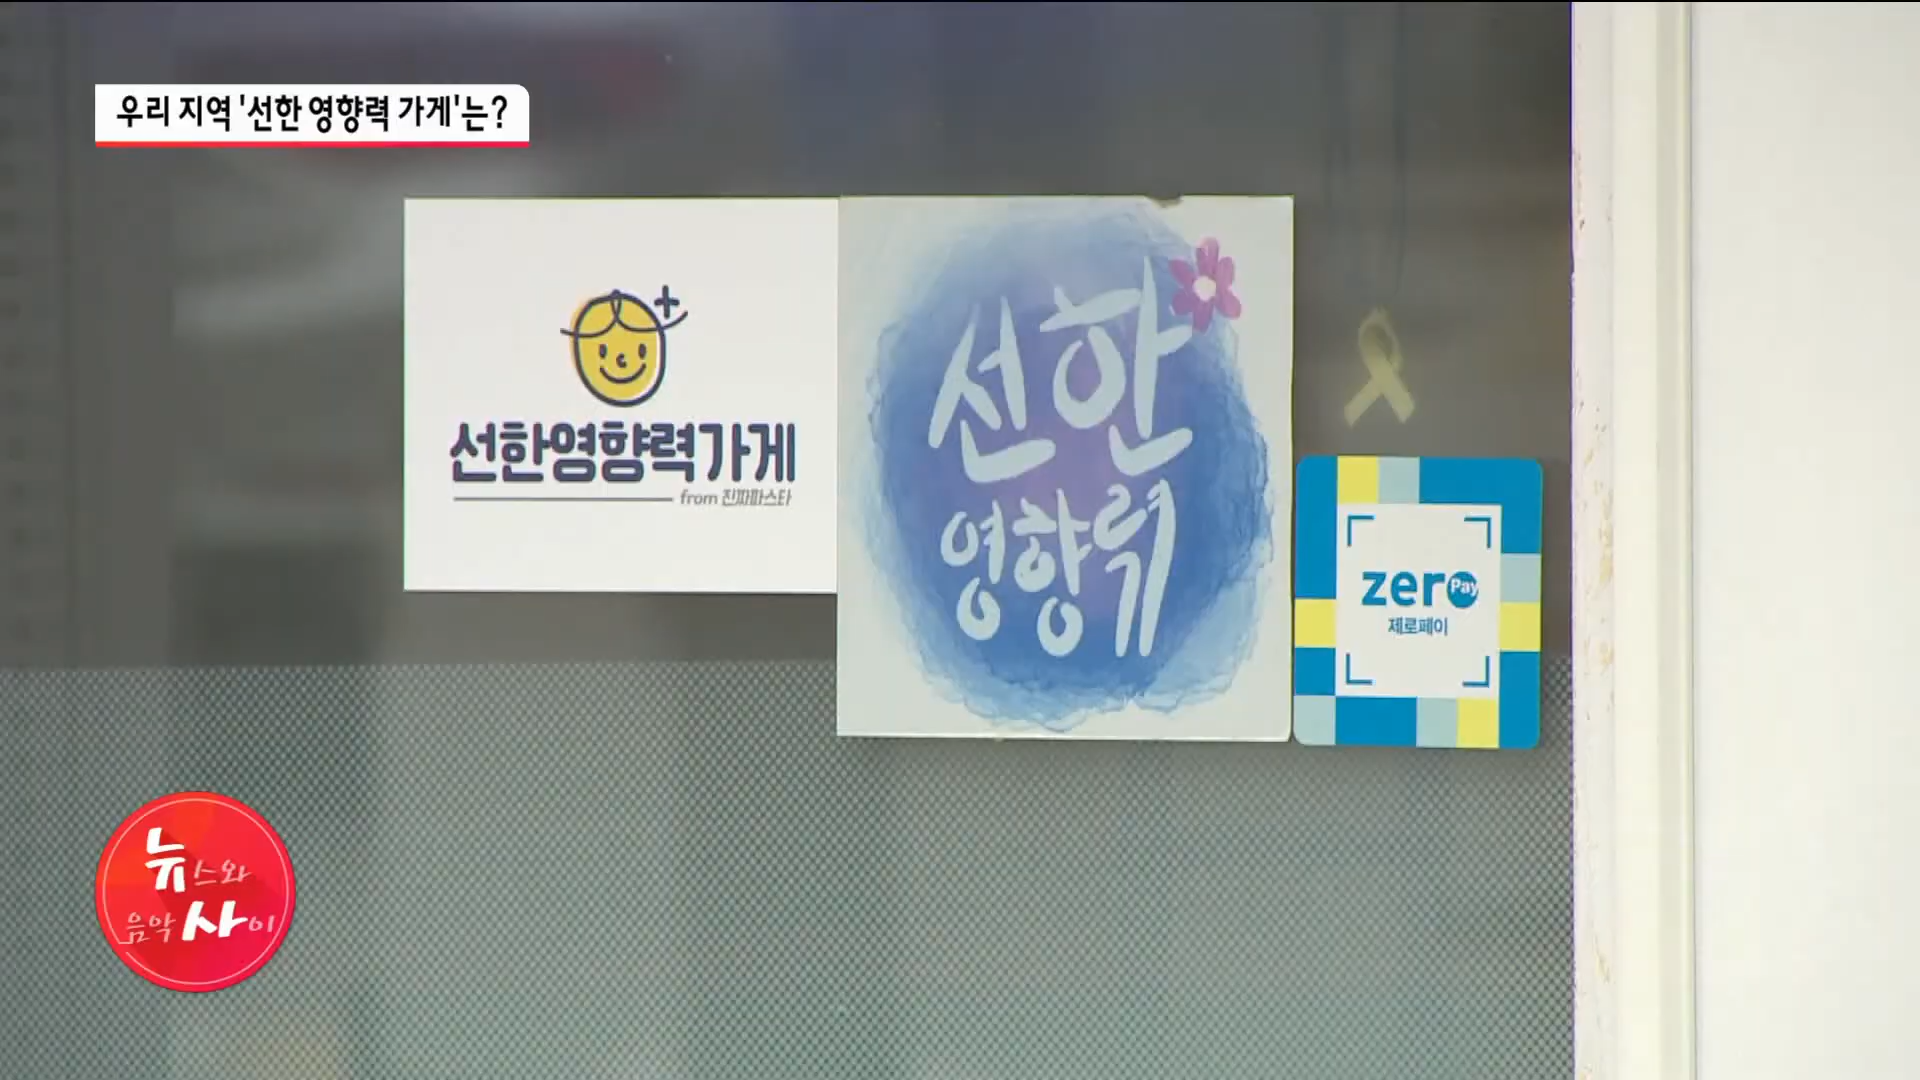 우리 지역 '선한 영향력 가게'는?
선한영향력가게
from 진짜파스타
선한
영향력
zero Pay
제로페이
뉴스와
음악 사이